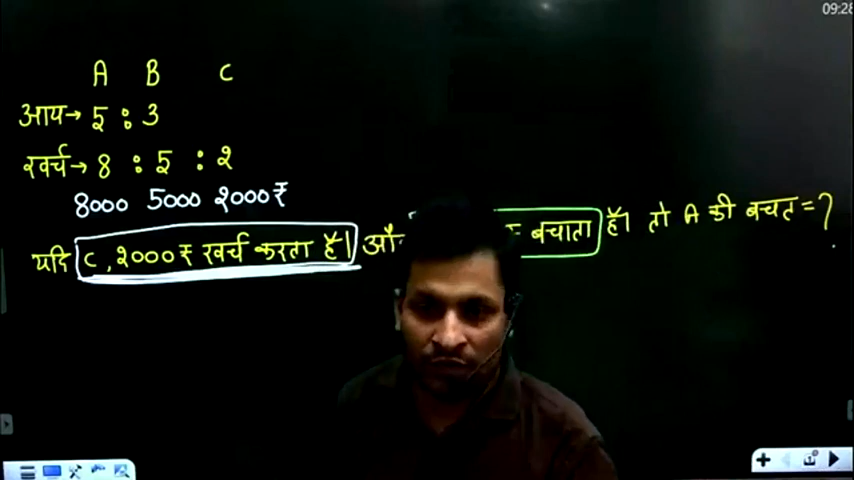 09:28
A B C
आय→ 5 : 3
खर्च→ 8 : 5 : 2
8000 5000 2000₹
यदि C, 2000₹ खर्च करता है। बचाता है। तो A की बचत = ?